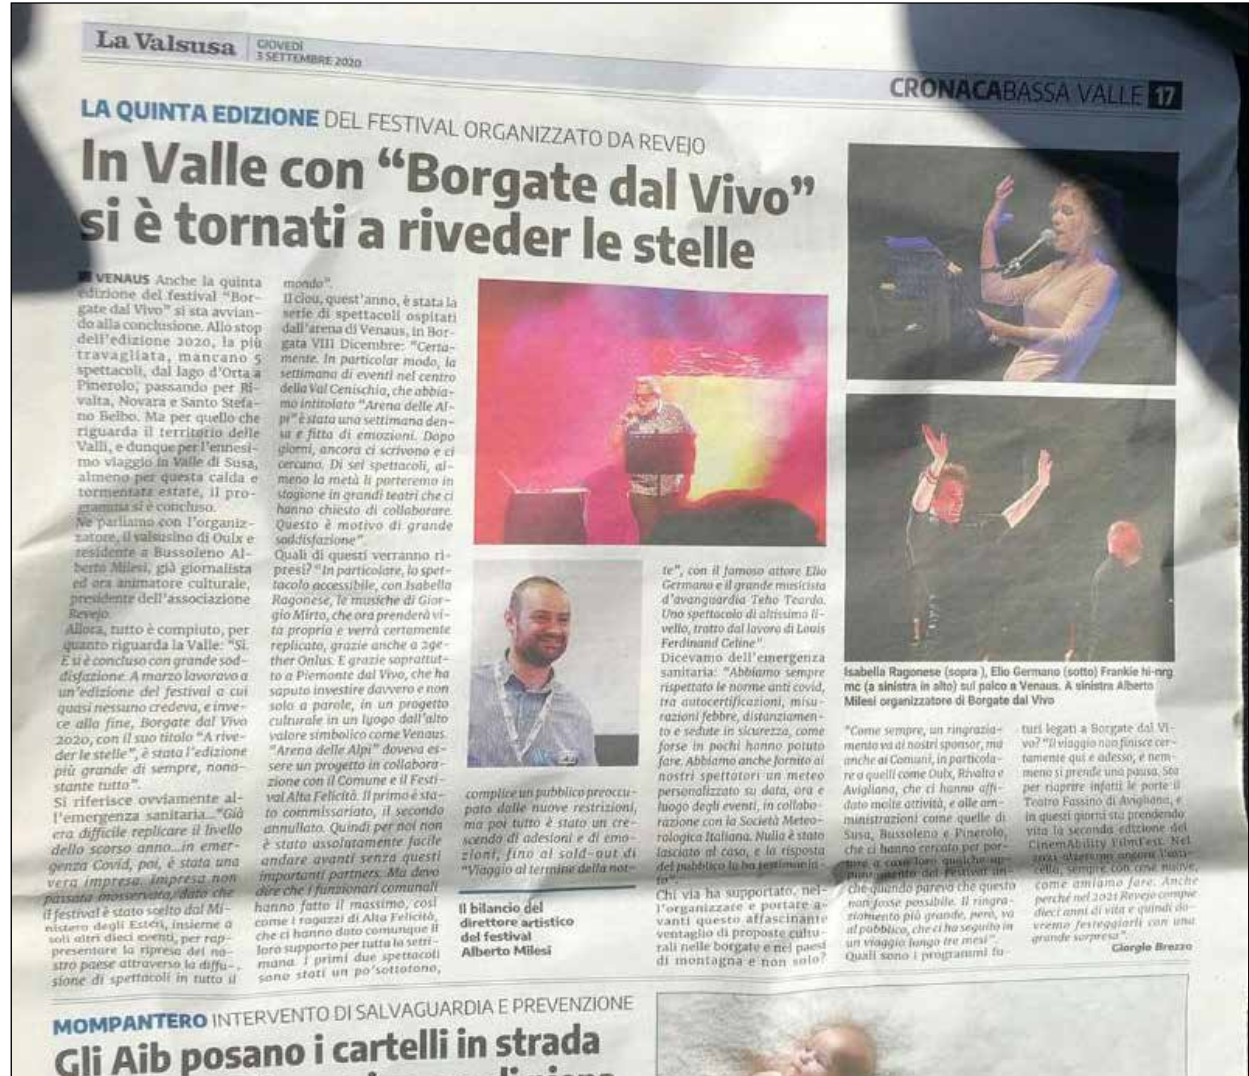 La Valsusa
GIOVEDÌ
3 SETTEMBRE 2020
CRONACABASSA VALLE 17
LA QUINTA EDIZIONE DEL FESTIVAL ORGANIZZATO DA REVEJO
In Valle con “Borgate dal Vivo”
si è tornati a riveder le stelle
VENAUS Anche la quinta
edizione del festival “Bor-
gate dal Vivo” si sta avvian-
do alla conclusione. Allo stop
dell'edizione 2020, la più
travagliata, mancano 5
spettacoli, dal lago d'Orta a
Pinerolo, passando per Ri-
valta, Novara e Santo Stefa-
no Belbo. Ma per quello che
riguarda il territorio delle
Valli, e dunque per l'ennesi-
mo viaggio in Valle di Susa,
almeno per questa calda e
tormentata estate, il pro-
gramma si è concluso.
Ne parliamo con l'organiz-
zatore, il valsusino di Oulx e
residente a Bussoleno Al-
berto Milesi, già giornalista
ed ora animatore culturale,
presidente dell'associazione
Revejo.
Allora, tutto è compiuto, per
quanto riguarda la Valle: “Sì.
E si è concluso con grande sod-
disfazione. A marzo lavoravo a
un'edizione del festival a cui
quasi nessuno credeva, e inve-
ce alla fine, Borgate dal Vivo
2020, con il suo titolo “A rive-
der le stelle”, è stata l'edizione
più grande di sempre, nono-
stante tutto”.
Si riferisce ovviamente al-
l'emergenza sanitaria...“Già
era difficile replicare il livello
dello scorso anno...in emer-
genza Covid, poi, è stata una
vera impresa. Impresa non
passata inosservata, dato che
il festival è stato scelto dal Mi-
nistero degli Esteri, insieme a
soli altri dieci eventi, per rap-
presentare la ripresa del no-
stro paese attraverso la diffu-
sione di spettacoli in tutto il
mondo”.
Il clou, quest'anno, è stata la
serie di spettacoli ospitati
dall'arena di Venaus, in Bor-
gata VIII Dicembre: “Certa-
mente. In particolar modo, la
settimana di eventi nel centro
della Val Cenischia, che abbia-
mo intitolato “Arena delle Al-
pi” è stata una settimana den-
sa e fitta di emozioni. Dopo
giorni, ancora ci scrivono e ci
cercano. Di sei spettacoli, al-
meno la metà li porteremo in
stagione in grandi teatri che ci
hanno chiesto di collaborare.
Questo è motivo di grande
soddisfazione”.
Quali di questi verranno ri-
presi? “In particolare, lo spet-
tacolo accessibile, con Isabella
Ragonese, le musiche di Gior-
gio Mirto, che ora prenderà vi-
ta propria e verrà certamente
replicato, grazie anche a 2ge-
ther Onlus. E grazie soprattut-
to a Piemonte dal Vivo, che ha
saputo investire davvero e non
solo a parole, in un progetto
culturale in un luogo dall'alto
valore simbolico come Venaus.
“Arena delle Alpi” doveva es-
sere un progetto in collabora-
zione con il Comune e il Festi-
val Alta Felicità. Il primo è sta-
to commissariato, il secondo
annullato. Quindi per noi non
è stato assolutamente facile
andare avanti senza questi
importanti partners. Ma devo
dire che i funzionari comunali
hanno fatto il massimo, così
come i ragazzi di Alta Felicità,
che ci hanno dato comunque il
loro supporto per tutta la setti-
mana. I primi due spettacoli
sono stati un po' sottotono,
complice un pubblico preoccu-
pato dalle nuove restrizioni,
ma poi tutto è stato un cre-
scendo di adesioni e di emo-
zioni, fino al sold-out di
“Viaggio al termine della not-
Il bilancio del
direttore artistico
del festival
Alberto Milesi
te”, con il famoso attore Elio
Germano e il grande musicista
d'avanguardia Teho Teardo.
Uno spettacolo di altissimo li-
vello, tratto dal lavoro di Louis
Ferdinand Celine”
Dicevamo dell'emergenza
sanitaria: “Abbiamo sempre
rispettato le norme anti covid,
tra autocertificazioni, misu-
razioni febbre, distanziamen-
to e sedute in sicurezza, come
forse in pochi hanno potuto
fare. Abbiamo anche fornito ai
nostri spettatori un meteo
personalizzato su data, ora e
luogo degli eventi, in collabo-
razione con la Società Meteo-
rologica Italiana. Nulla è stato
lasciato al caso, e la risposta
del pubblico lo ha testimonia-
to”.
Chi via ha supportato, nel-
l'organizzare e portare a-
vanti questo affascinante
ventaglio di proposte cultu-
rali nelle borgate e nei paesi
di montagna e non solo?
Isabella Ragonese (sopra ), Elio Germano (sotto) Frankie hi-nrg
mc (a sinistra in alto) sul palco a Venaus. A sinistra Alberto
Milesi organizzatore di Borgate dal Vivo
“Come sempre, un ringrazia-
mento va ai nostri sponsor, ma
anche ai Comuni, in particola-
re a quelli come Oulx, Rivalta e
Avigliana, che ci hanno affi-
dato molte attività, e alle am-
ministrazioni come quelle di
Susa, Bussoleno e Pinerolo,
che ci hanno cercato per por-
tare a casa loro qualche ap-
puntamento del Festival an-
che quando pareva che questo
non fosse possibile. Il ringra-
ziamento più grande, però, va
al pubblico, che ci ha seguito in
un viaggio lungo tre mesi”.
Quali sono i programmi fu-
turi legati a Borgate dal Vi-
vo? “Il viaggio non finisce cer-
tamente qui e adesso, e nem-
meno si prende una pausa. Sta
per riaprire infatti le porte il
Teatro Fassino di Avigliana, e
in questi giorni sta prendendo
vita la seconda edizione del
CinemAbility FilmFest. Nel
2021 alzeremo ancora l'asti-
cella, sempre con cose nuove,
come amiamo fare. Anche
perché nel 2021 Revejo compie
dieci anni di vita e quindi do-
vremo festeggiarli con una
grande sorpresa”.
Giorgio Brezzo
MOMPANTERO INTERVENTO DI SALVAGUARDIA E PREVENZIONE
Gli Aib posano i cartelli in strada